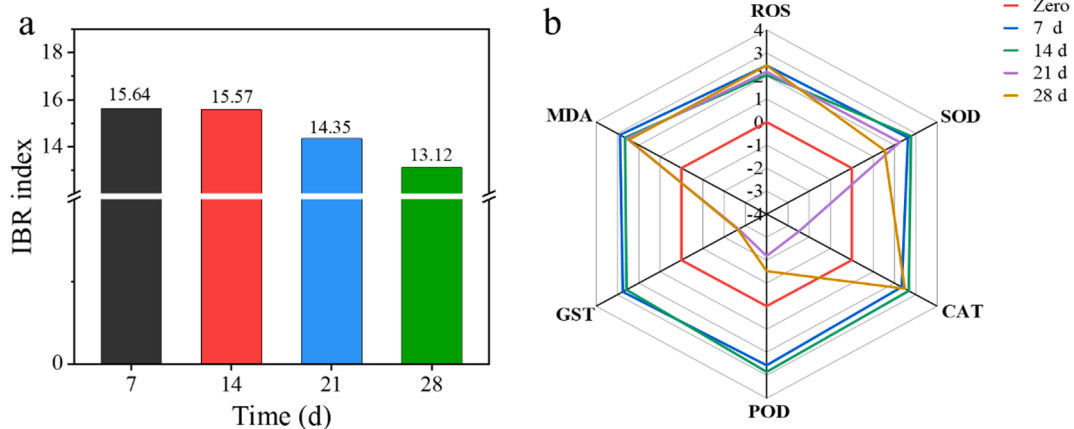 a
IBR index
18
16
14
0
15.64
15.57
14.35
13.12
7
14
21
28
Time (d)
b
ROS
SOD
CAT
POD
GST
MDA
4
3
2
1
0
-1
-2
-3
-4
Zero
7 d
14 d
21 d
28 d